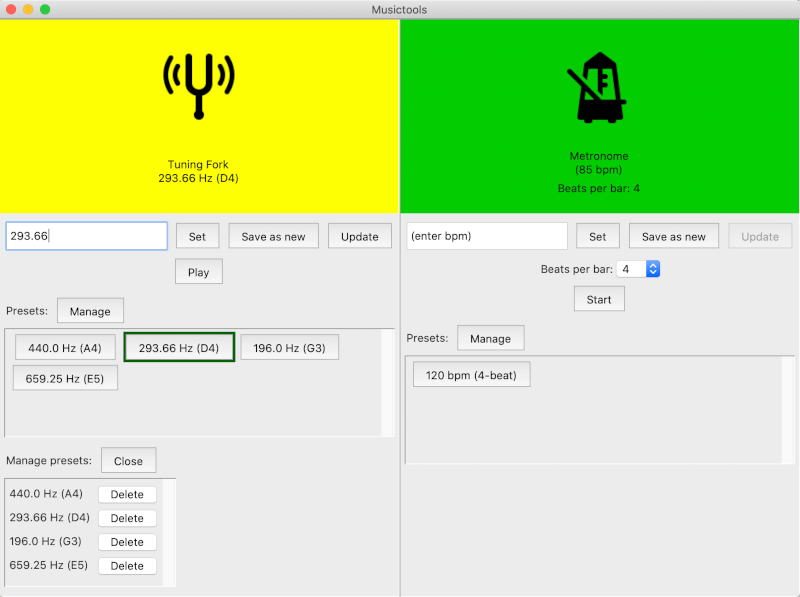 Musictools
Tuning Fork
293.66 Hz (D4)
293.66
Set
Save as new
Update
Play
Presets:
Manage
440.0 Hz (A4)
293.66 Hz (D4)
196.0 Hz (G3)
659.25 Hz (E5)
Manage presets:
Close
440.0 Hz (A4)
Delete
293.66 Hz (D4)
Delete
196.0 Hz (G3)
Delete
659.25 Hz (E5)
Delete
Metronome
(85 bpm)
Beats per bar: 4
(enter bpm)
Set
Save as new
Update
Beats per bar:
4
Start
Presets:
Manage
120 bpm (4-beat)